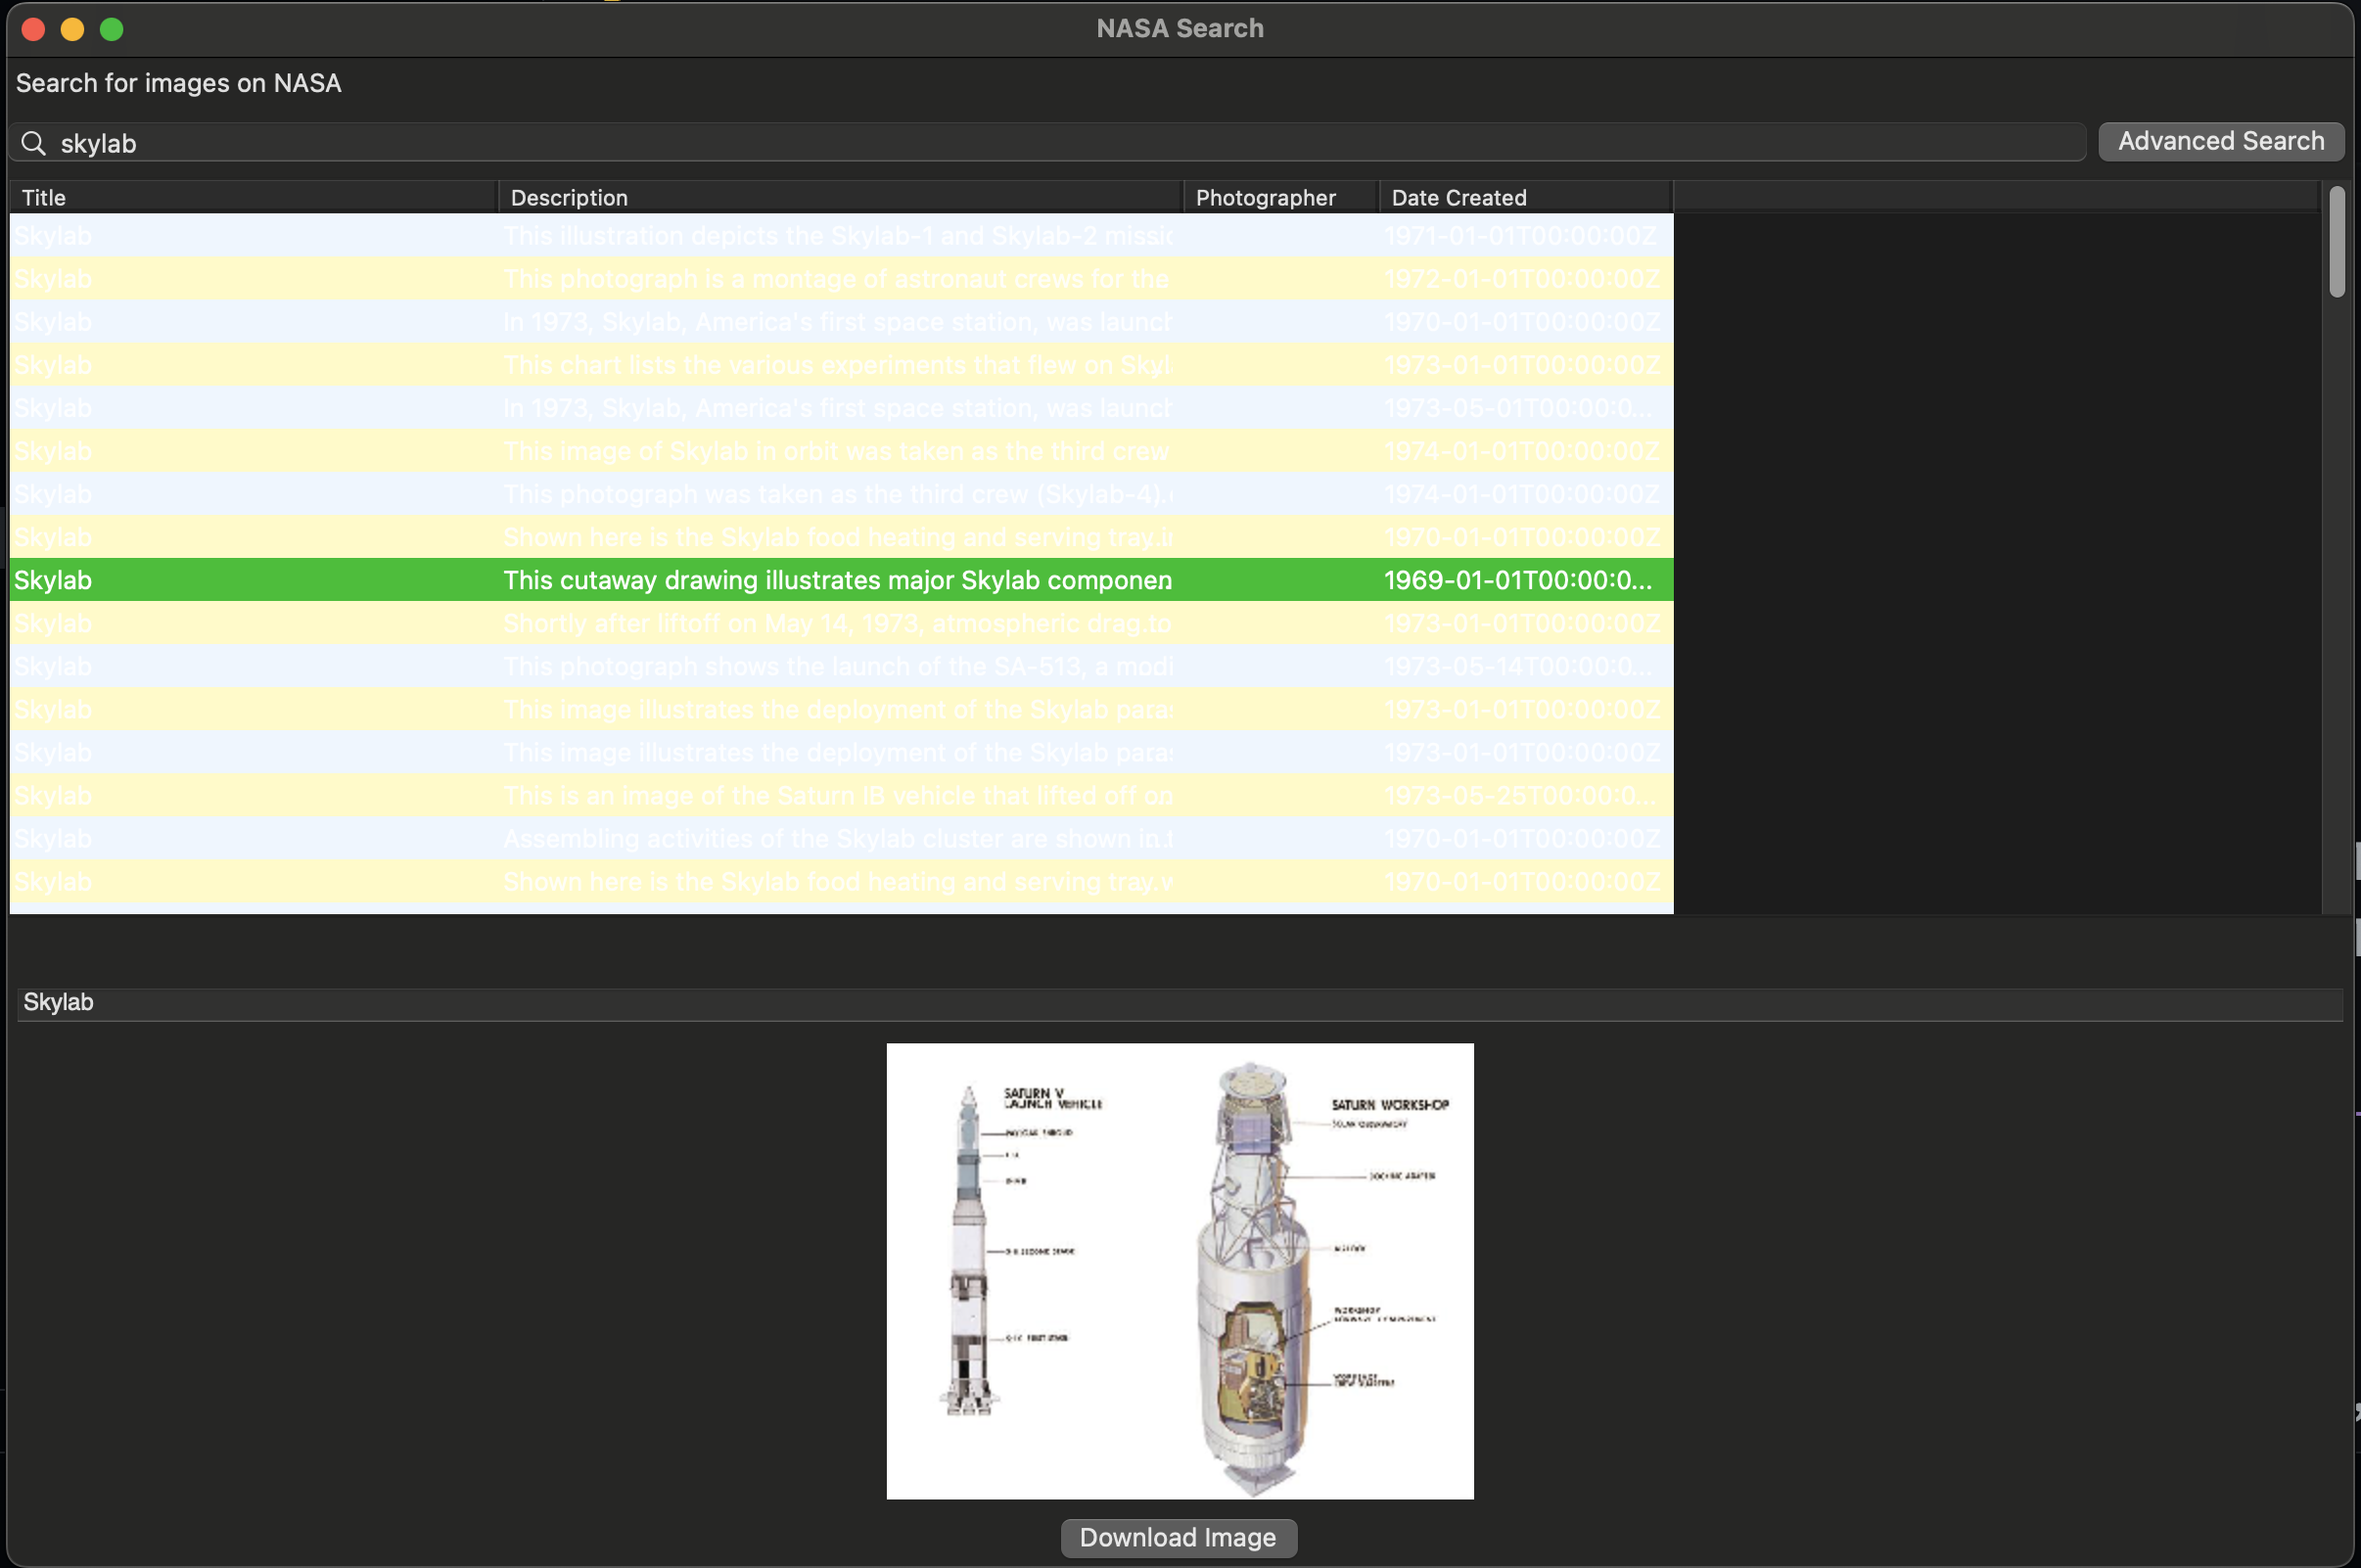 NASA Search
Search for images on NASA
skylab
Advanced Search
Title Description Photographer Date Created
Skylab This illustration depicts the Skylab-1 and Skylab-2 missic 1971-01-01T00:00:00Z
Skylab This photograph is a montage of astronaut crews for the 1972-01-01T00:00:00Z
Skylab In 1973, Skylab, America's first space station, was launch 1970-01-01T00:00:00Z
Skylab This chart lists the various experiments that flew on Skyl 1973-01-01T00:00:00Z
Skylab In 1973, Skylab, America's first space station, was launch 1973-05-01T00:00:0...
Skylab This image of Skylab in orbit was taken as the third crew 1974-01-01T00:00:00Z
Skylab This photograph was taken as the third crew (Skylab-4) 1974-01-01T00:00:00Z
Skylab Shown here is the Skylab food heating and serving tray 1970-01-01T00:00:00Z
Skylab This cutaway drawing illustrates major Skylab componen 1969-01-01T00:00:0...
Skylab Shortly after liftoff on May 14, 1973, atmospheric drag to 1973-01-01T00:00:00Z
Skylab This photograph shows the launch of the SA-513, a modi 1973-05-14T00:00:0...
Skylab This image illustrates the deployment of the Skylab para 1973-01-01T00:00:00Z
Skylab This image illustrates the deployment of the Skylab para 1973-01-01T00:00:00Z
Skylab This is an image of the Saturn IB vehicle that lifted off on 1973-05-25T00:00:0...
Skylab Assembling activities of the Skylab cluster are shown in 1970-01-01T00:00:00Z
Skylab Shown here is the Skylab food heating and serving tray 1970-01-01T00:00:00Z
Skylab
SATURN V
LAUNCH VEHICLE
SATURN WORKSHOP
Download Image